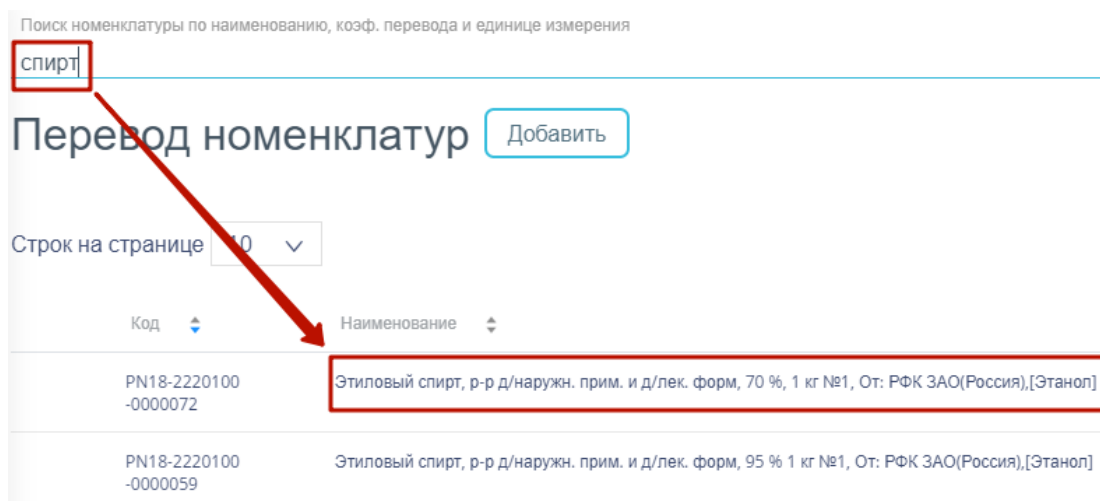 Поиск номенклатуры по наименованию, коэф. перевода и единице измерения
спирт
Перевод номенклатур Добавить
Строк на странице 10
Код Наименование
PN18-2220100 Этиловый спирт, р-р д/наружн. прим. и д/лек. форм, 70 %, 1 кг №1, От: РФК ЗАО(Россия),[Этанол]
-0000072
PN18-2220100 Этиловый спирт, р-р д/наружн. прим. и д/лек. форм, 95 % 1 кг №1, От: РФК ЗАО(Россия),[Этанол]
-0000059